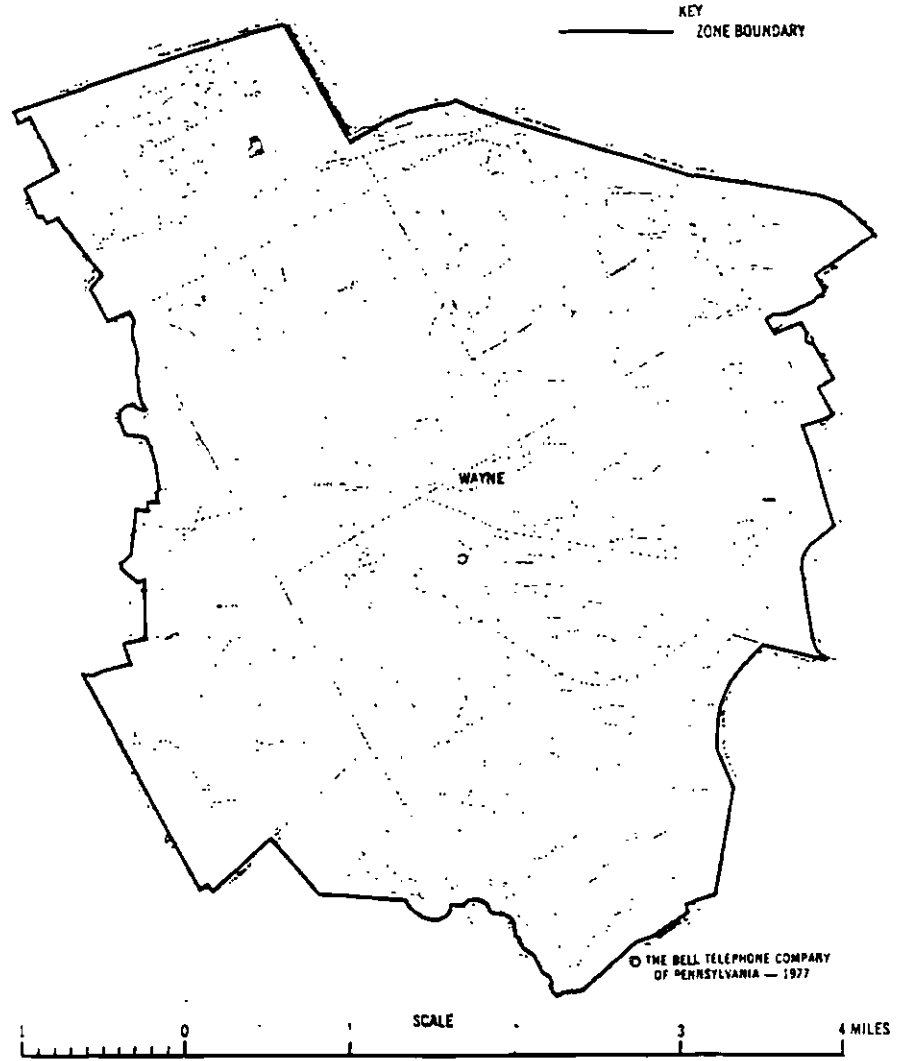 KEY
ZONE BOUNDARY
WAYNE
© THE BELL TELEPHONE COMPANY
OF PENNSYLVANIA — 1977
SCALE
1 0 1 3 4 MILES